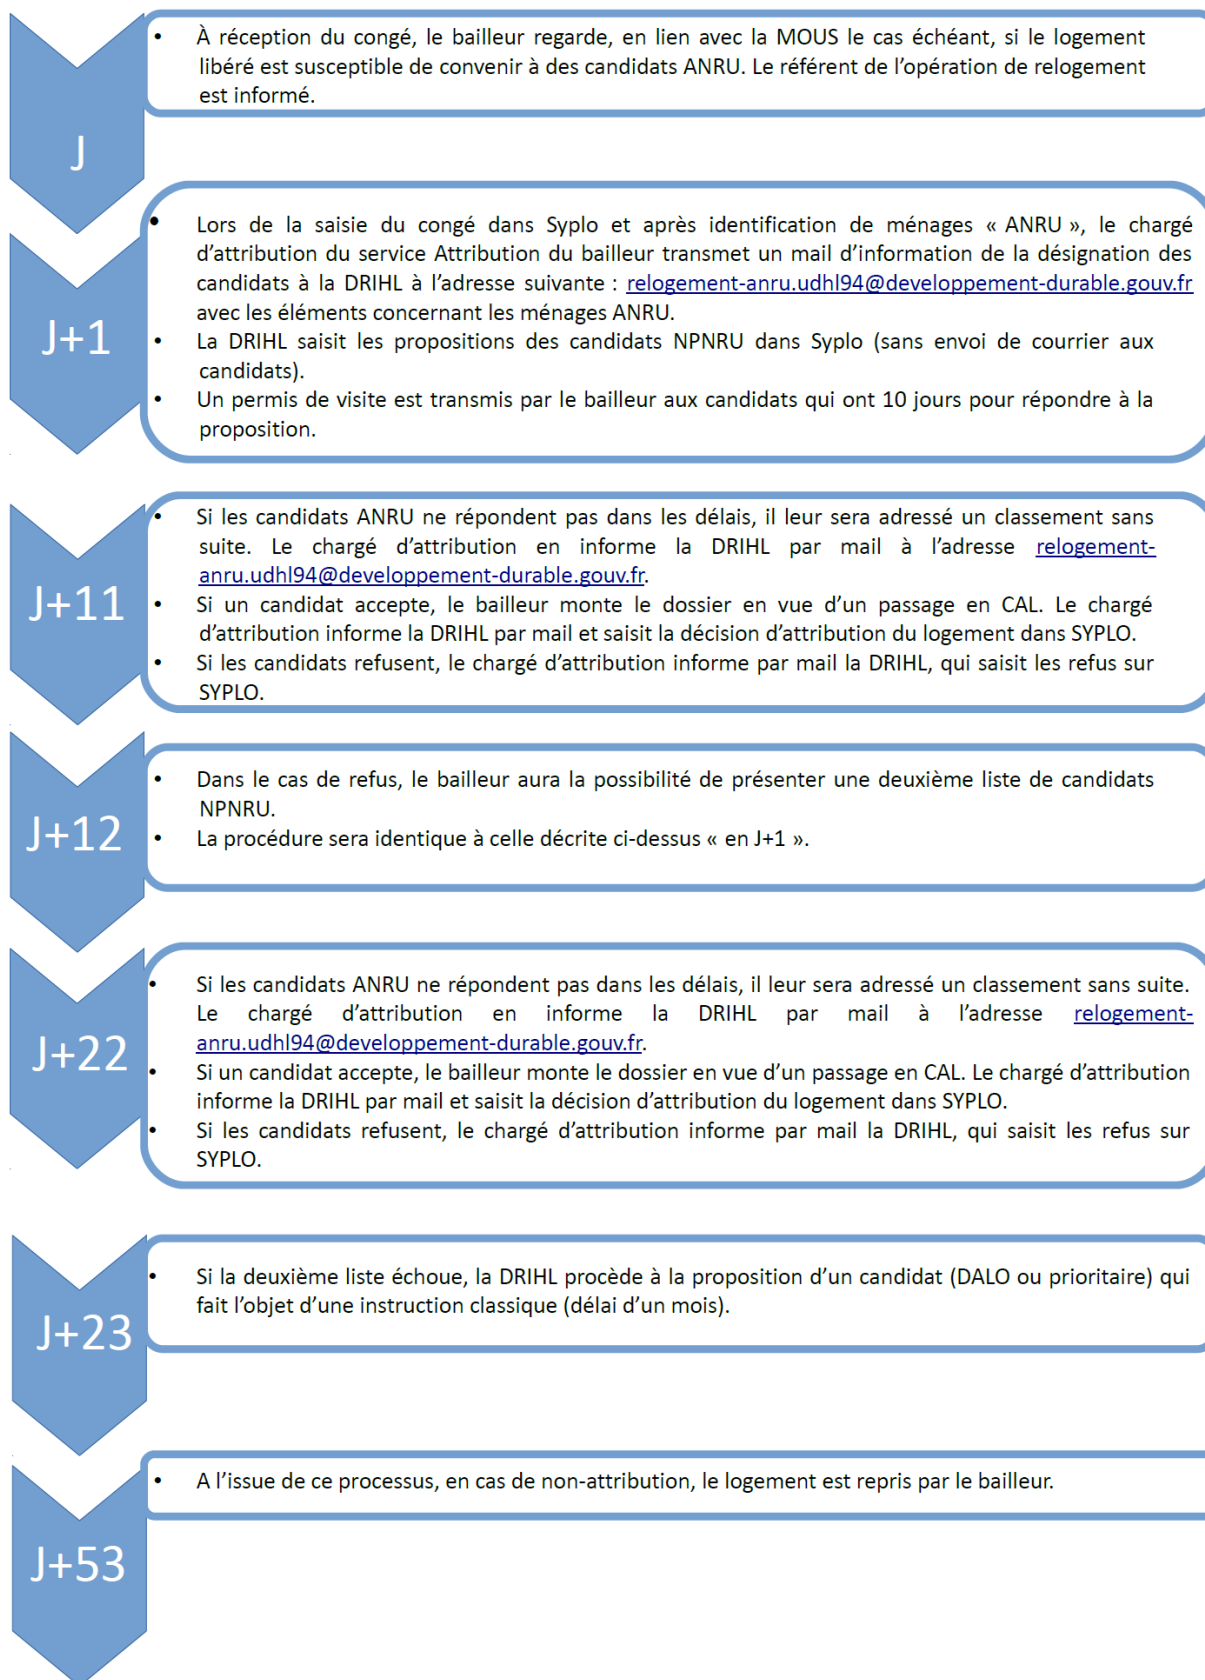 • À réception du congé, le bailleur regarde, en lien avec la MOUS le cas échéant, si le logement
libéré est susceptible de convenir à des candidats ANRU. Le référent de l’opération de relogement
est informé.
J
• Lors de la saisie du congé dans Syplo et après identification de ménages « ANRU », le chargé
d’attribution du service Attribution du bailleur transmet un mail d’information de la désignation des
candidats à la DRIHL à l’adresse suivante : relogement-anru.udhl94@developpement-durable.gouv.fr
avec les éléments concernant les ménages ANRU.
J+1
• La DRIHL saisit les propositions des candidats NPNRU dans Syplo (sans envoi de courrier aux
candidats).
• Un permis de visite est transmis par le bailleur aux candidats qui ont 10 jours pour répondre à la
proposition.
• Si les candidats ANRU ne répondent pas dans les délais, il leur sera adressé un classement sans
suite. Le chargé d’attribution en informe la DRIHL par mail à l’adresse relogement-
anru.udhl94@developpement-durable.gouv.fr.
J+11
• Si un candidat accepte, le bailleur monte le dossier en vue d’un passage en CAL. Le chargé
d’attribution informe la DRIHL par mail et saisit la décision d’attribution du logement dans SYPLO.
• Si les candidats refusent, le chargé d’attribution informe par mail la DRIHL, qui saisit les refus sur
SYPLO.
• Dans le cas de refus, le bailleur aura la possibilité de présenter une deuxième liste de candidats
NPNRU.
J+12
• La procédure sera identique à celle décrite ci-dessus « en J+1 ».
• Si les candidats ANRU ne répondent pas dans les délais, il leur sera adressé un classement sans suite.
Le chargé d’attribution en informe la DRIHL par mail à l’adresse relogement-
anru.udhl94@developpement-durable.gouv.fr.
J+22
• Si un candidat accepte, le bailleur monte le dossier en vue d’un passage en CAL. Le chargé d’attribution
informe la DRIHL par mail et saisit la décision d’attribution du logement dans SYPLO.
• Si les candidats refusent, le chargé d’attribution informe par mail la DRIHL, qui saisit les refus sur
SYPLO.
• Si la deuxième liste échoue, la DRIHL procède à la proposition d’un candidat (DALO ou prioritaire) qui
fait l’objet d’une instruction classique (délai d’un mois).
J+23
• A l’issue de ce processus, en cas de non-attribution, le logement est repris par le bailleur.
J+53